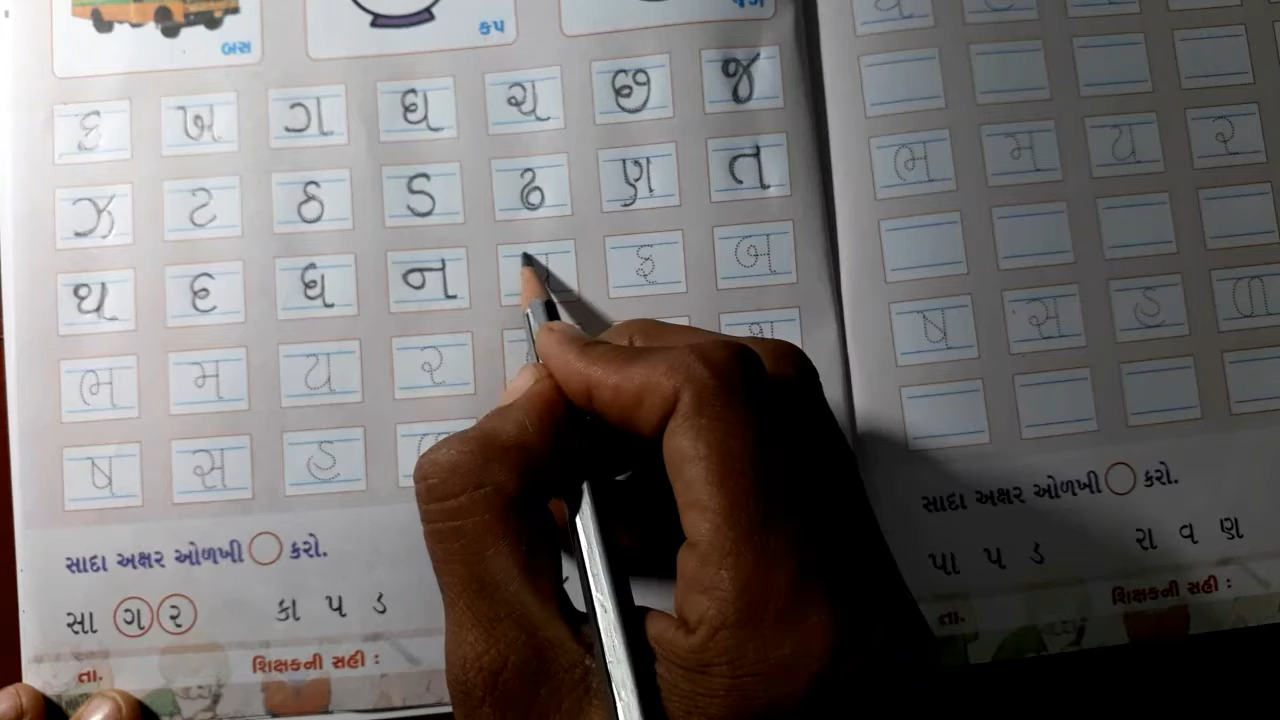 બસ
કપ
ક ખ ગ ઘ ચ છ જ
ઝ ટ ઠ ડ ઢ ણ ત
થ દ ધ ન ફ બ
ભ મ ય ર
ષ સ હ
સાદા અક્ષર ઓળખી ○ કરો.
સા ગ ર કા પ ડ
તા. શિક્ષકની સહી :
ભ મ ય ર
ષ સ હ ળ
સાદા અક્ષર ઓળખી ○ કરો.
પા પ ડ રા વ ણ
તા. શિક્ષકની સહી :